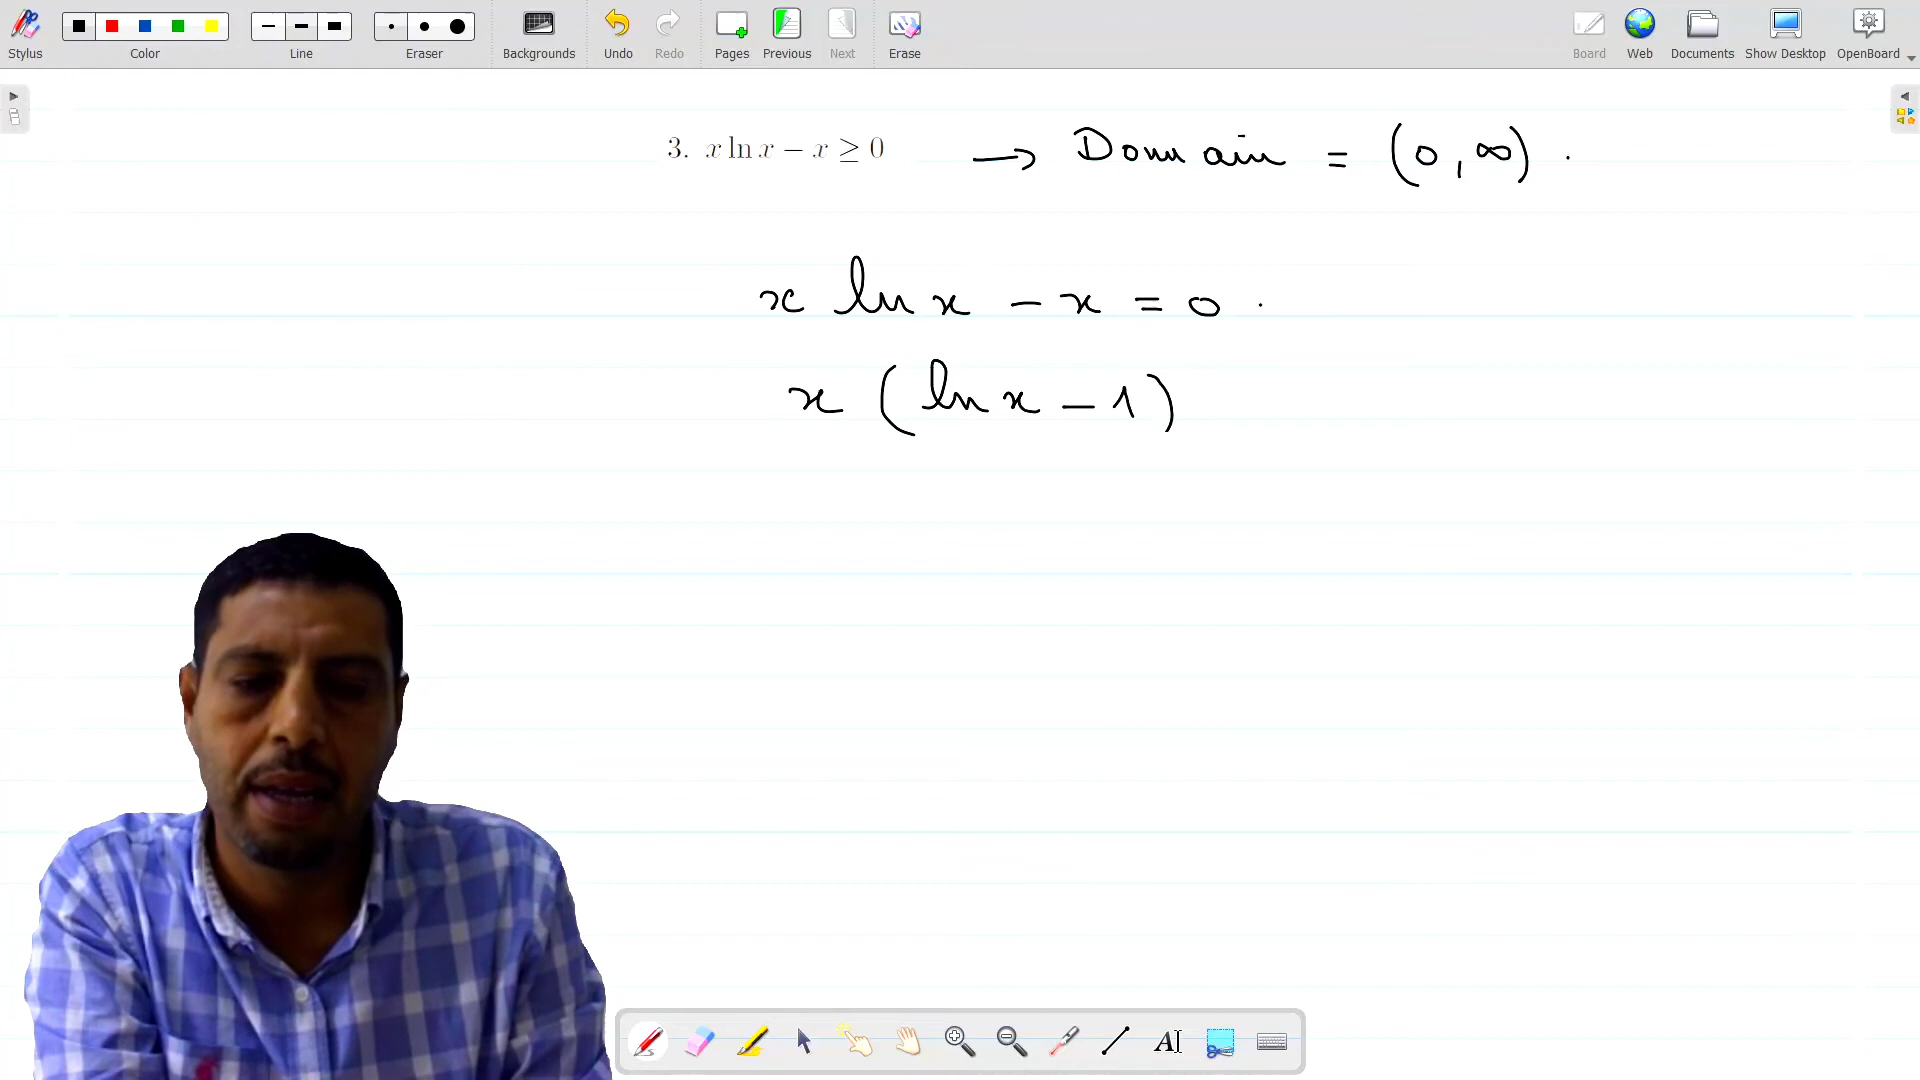 Stylus Color Line Eraser Backgrounds Undo Redo Pages Previous Next Erase Board Web Documents Show Desktop OpenBoard
3. x ln x − x ≥ 0 → Domain = (0, ∞).
x ln x − x = 0.
x (ln x − 1)